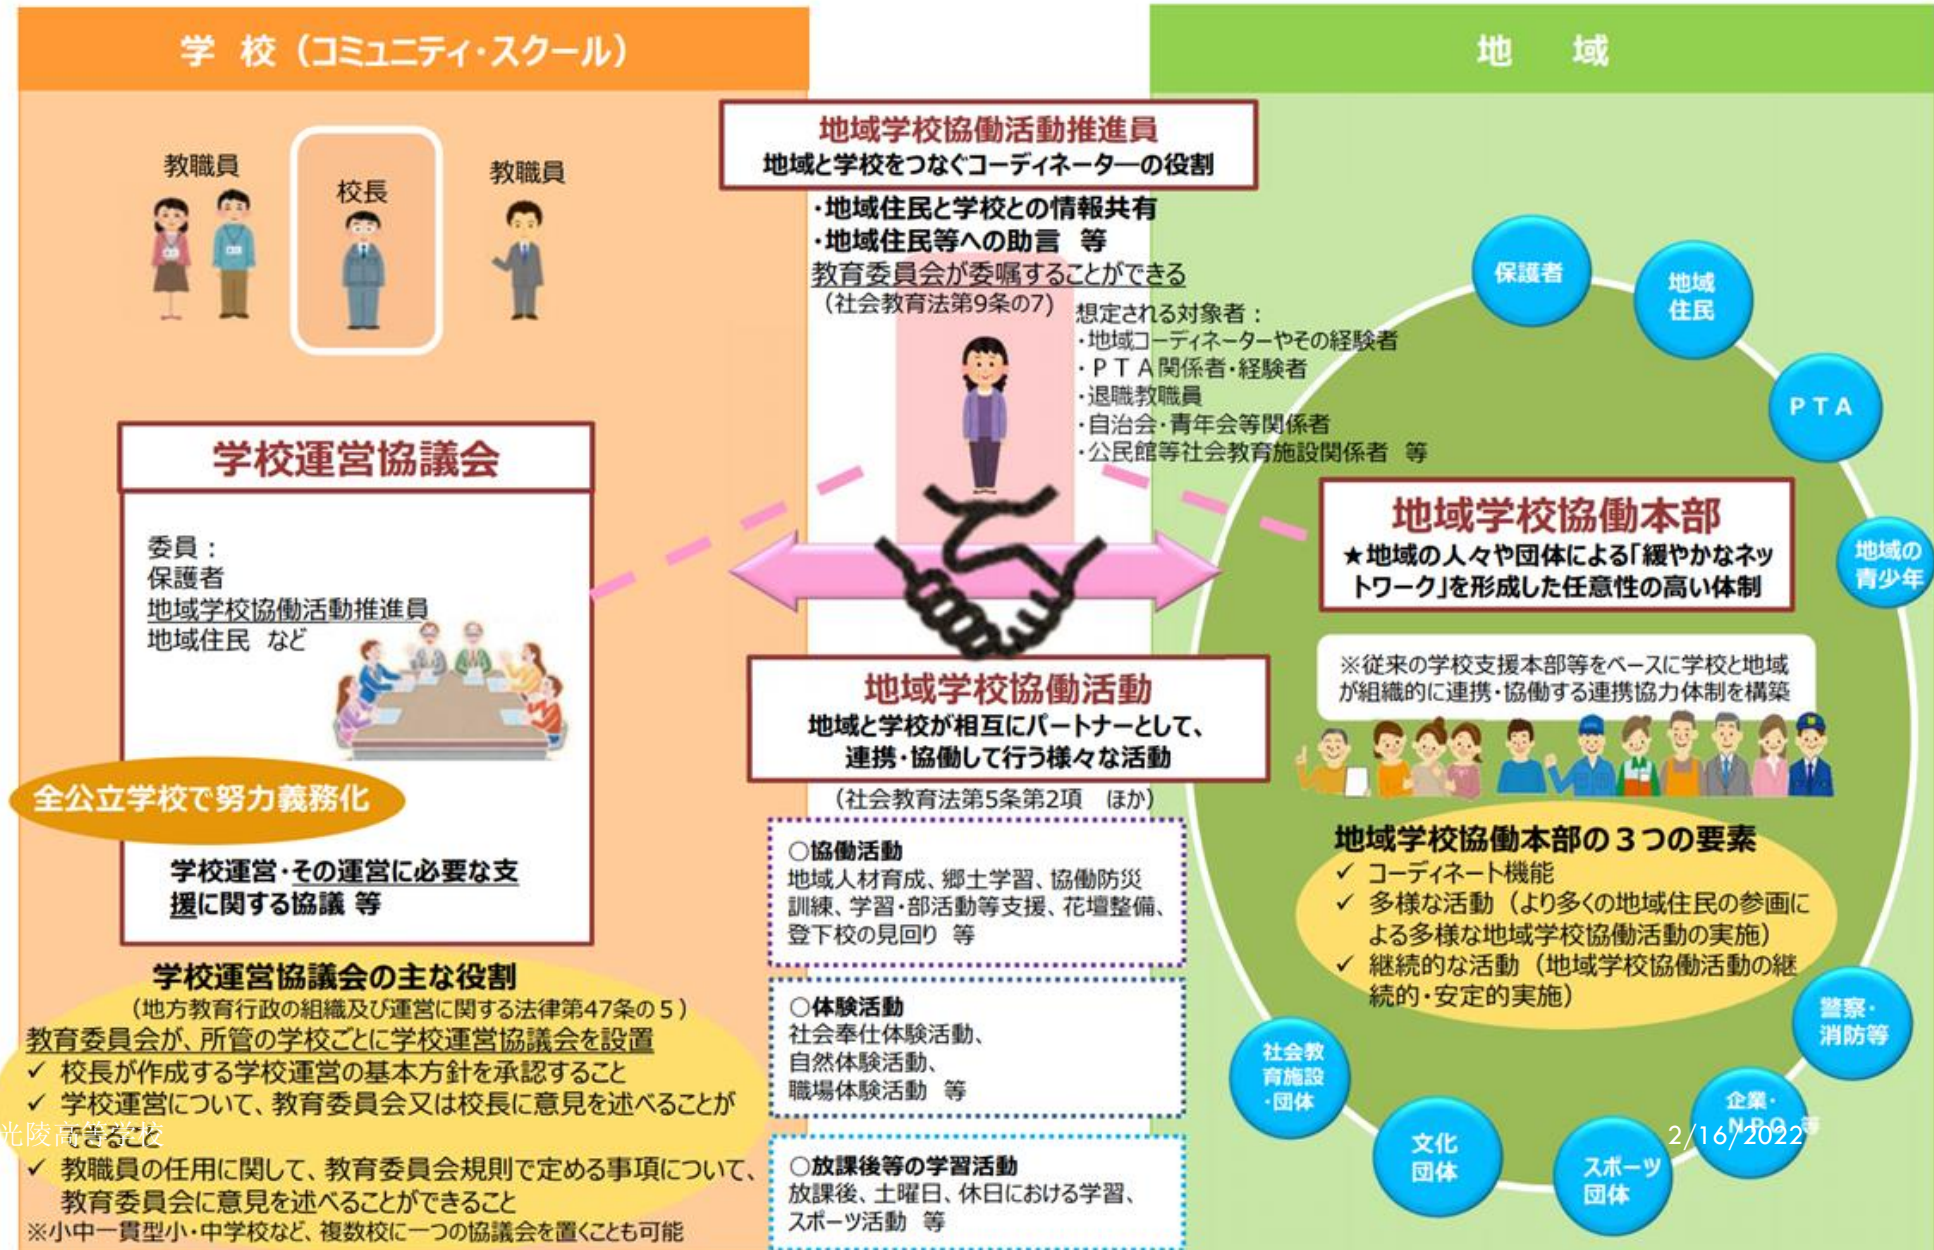 学 校（コミュニティ・スクール）
教職員
校長
教職員
学校運営協議会
委員：
保護者
地域学校協働活動推進員
地域住民 など
全公立学校で努力義務化
学校運営・その運営に必要な支
援に関する協議 等
学校運営協議会の主な役割
（地方教育行政の組織及び運営に関する法律第47条の５）
教育委員会が、所管の学校ごとに学校運営協議会を設置
✓ 校長が作成する学校運営の基本方針を承認すること
✓ 学校運営について、教育委員会又は校長に意見を述べることが
できること
光陵高等学校
✓ 教職員の任用に関して、教育委員会規則で定める事項について、
教育委員会に意見を述べることができること
※小中一貫型小・中学校など、複数校に一つの協議会を置くことも可能
地域学校協働活動推進員
地域と学校をつなぐコーディネーターの役割
・地域住民と学校との情報共有
・地域住民等への助言 等
教育委員会が委嘱することができる
（社会教育法第9条の7）
想定される対象者：
・地域コーディネーターやその経験者
・ＰＴＡ関係者・経験者
・退職教職員
・自治会・青年会等関係者
・公民館等社会教育施設関係者 等
地域学校協働活動
地域と学校が相互にパートナーとして、
連携・協働して行う様々な活動
（社会教育法第5条第2項 ほか）
○協働活動
地域人材育成、郷土学習、協働防災
訓練、学習・部活動等支援、花壇整備、
登下校の見回り 等
○体験活動
社会奉仕体験活動、
自然体験活動、
職場体験活動 等
○放課後等の学習活動
放課後、土曜日、休日における学習、
スポーツ活動 等
地 域
保護者
地域
住民
ＰＴＡ
地域の
青少年
地域学校協働本部
★地域の人々や団体による「緩やかなネッ
トワーク」を形成した任意性の高い体制
※従来の学校支援本部等をベースに学校と地域
が組織的に連携・協働する連携協力体制を構築
地域学校協働本部の３つの要素
✓ コーディネート機能
✓ 多様な活動（より多くの地域住民の参画に
よる多様な地域学校協働活動の実施）
✓ 継続的な活動（地域学校協働活動の継
続的・安定的実施）
警察・
消防等
企業・
ＮＰＯ 等
2/16/2022
スポーツ
団体
文化
団体
社会教
育施設
・団体